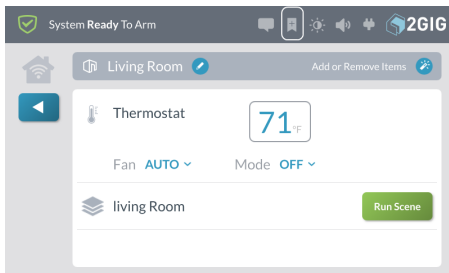 System Ready To Arm 2GIG
Living Room Add or Remove Items
Thermostat 71°F
Fan AUTO Mode OFF
living Room Run Scene